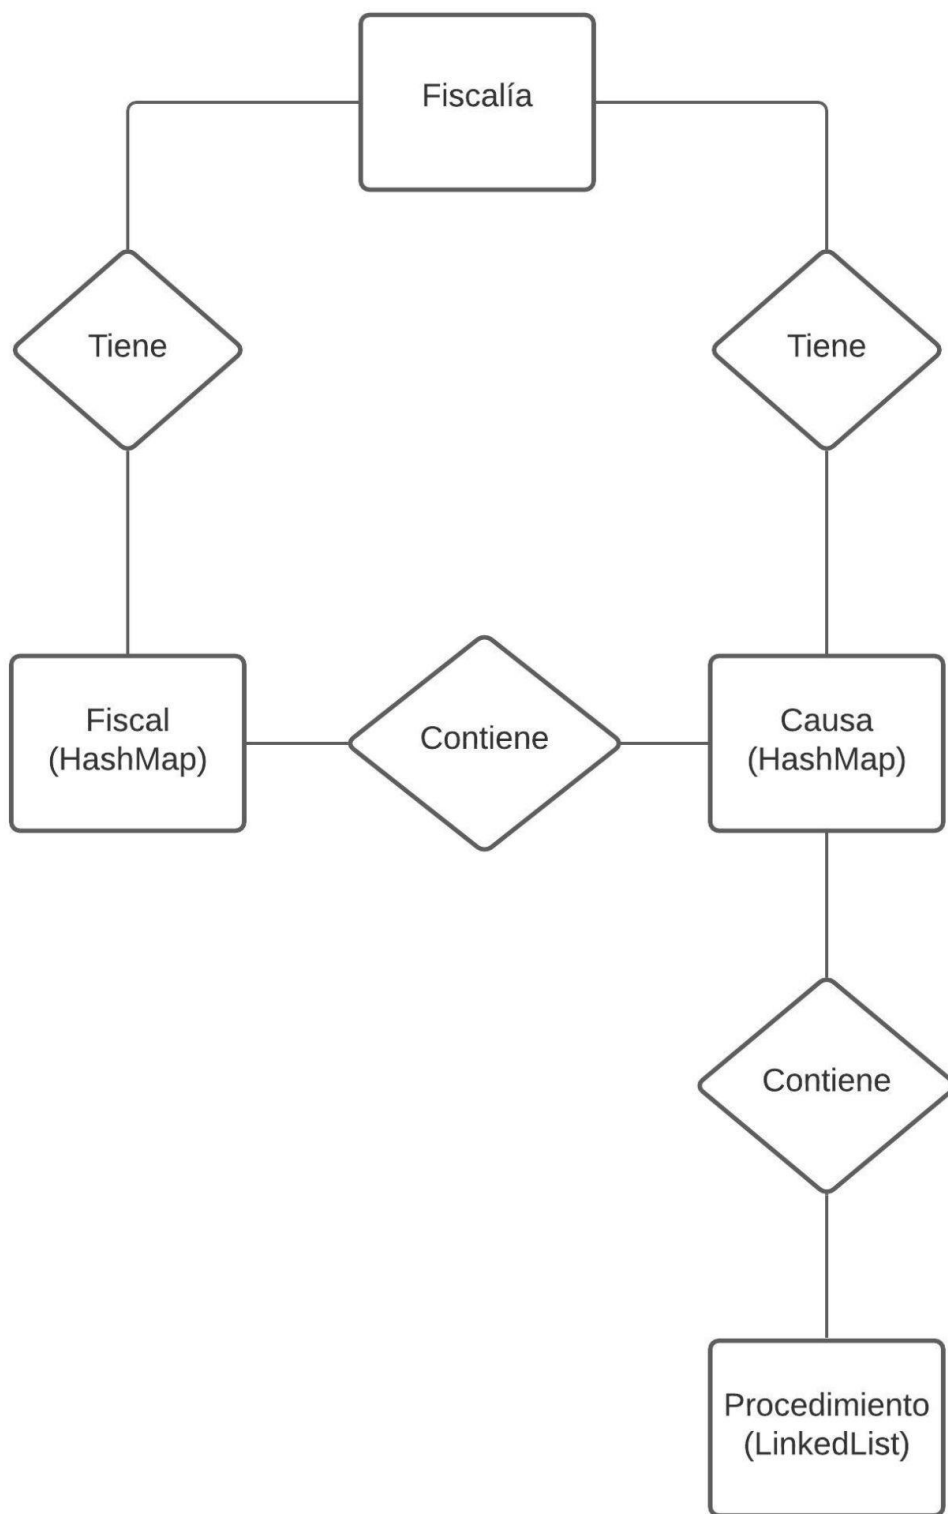 Fiscalía
Tiene
Tiene
Fiscal
(HashMap)
Contiene
Causa
(HashMap)
Contiene
Procedimiento
(LinkedList)